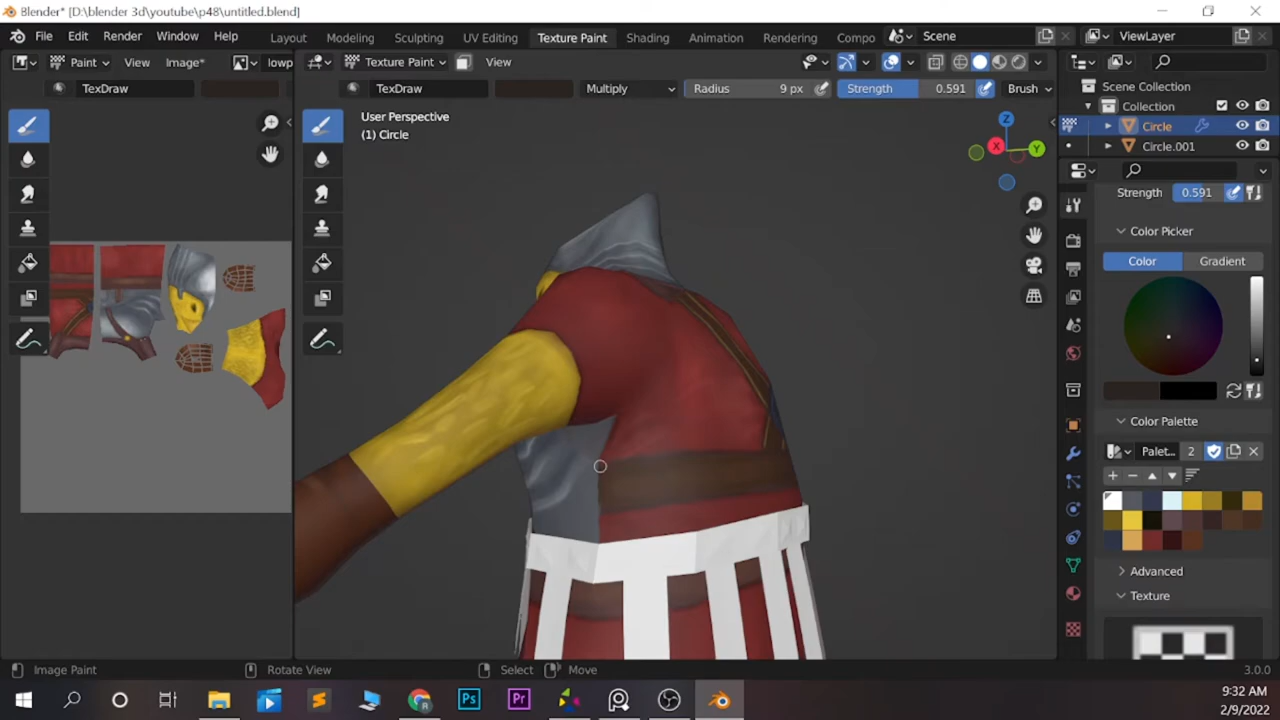 Blender* [D:\blender 3d\youtube\p48\untitled.blend]
File Edit Render Window Help Layout Modeling Sculpting UV Editing Texture Paint Shading Animation Rendering Compo Scene ViewLayer
Paint View Image* lowp Texture Paint View
TexDraw TexDraw Multiply Radius 9 px Strength 0.591 Brush
Scene Collection
Collection
Circle
Circle.001
User Perspective
(1) Circle
X Y Z
Strength 0.591
Color Picker
Color Gradient
Color Palette
Palet... 2
Advanced
Texture
Image Paint Rotate View Select Move 3.0.0
Ps Pr
9:32 AM
2/9/2022